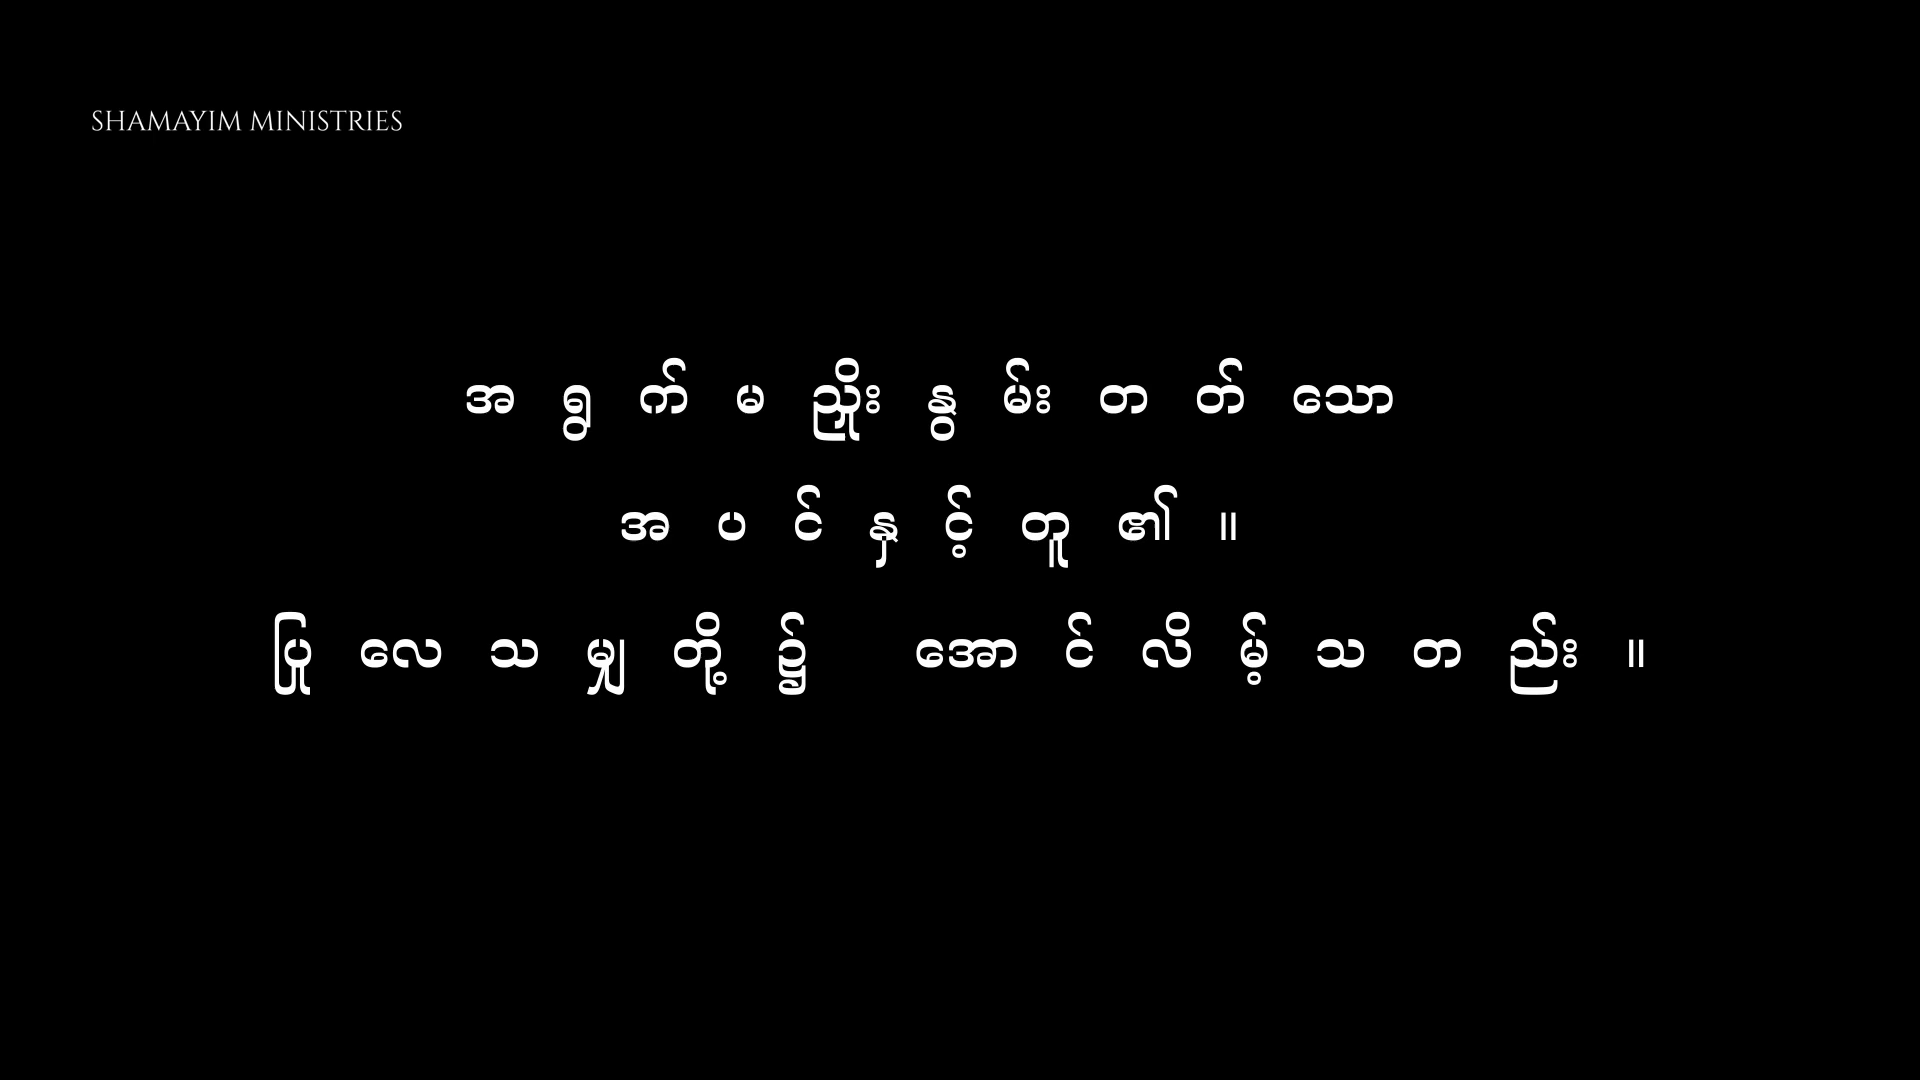 SHAMAYIM MINISTRIES
အရွက်မညှိုးနွမ်းတတ်သော
အပင်နှင့်တူ၏။
ပြုလေသမျှတို့၌ အောင်လိမ့်သတည်း။